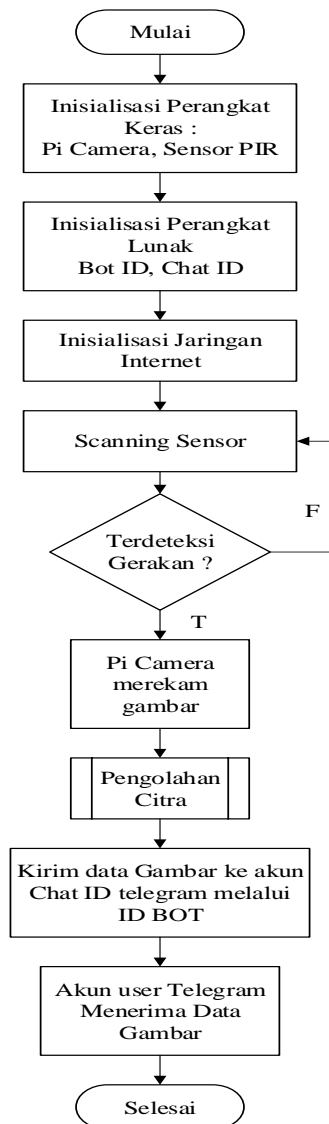 Mulai
Inisialisasi Perangkat
Keras :
Pi Camera, Sensor PIR
Inisialisasi Perangkat
Lunak
Bot ID, Chat ID
Inisialisasi Jaringan
Internet
Scanning Sensor
Terdeteksi
Gerakan ?
F
T
Pi Camera
merekam
gambar
Pengolahan
Citra
Kirim data Gambar ke akun
Chat ID telegram melalui
ID BOT
Akun user Telegram
Menerima Data
Gambar
Selesai